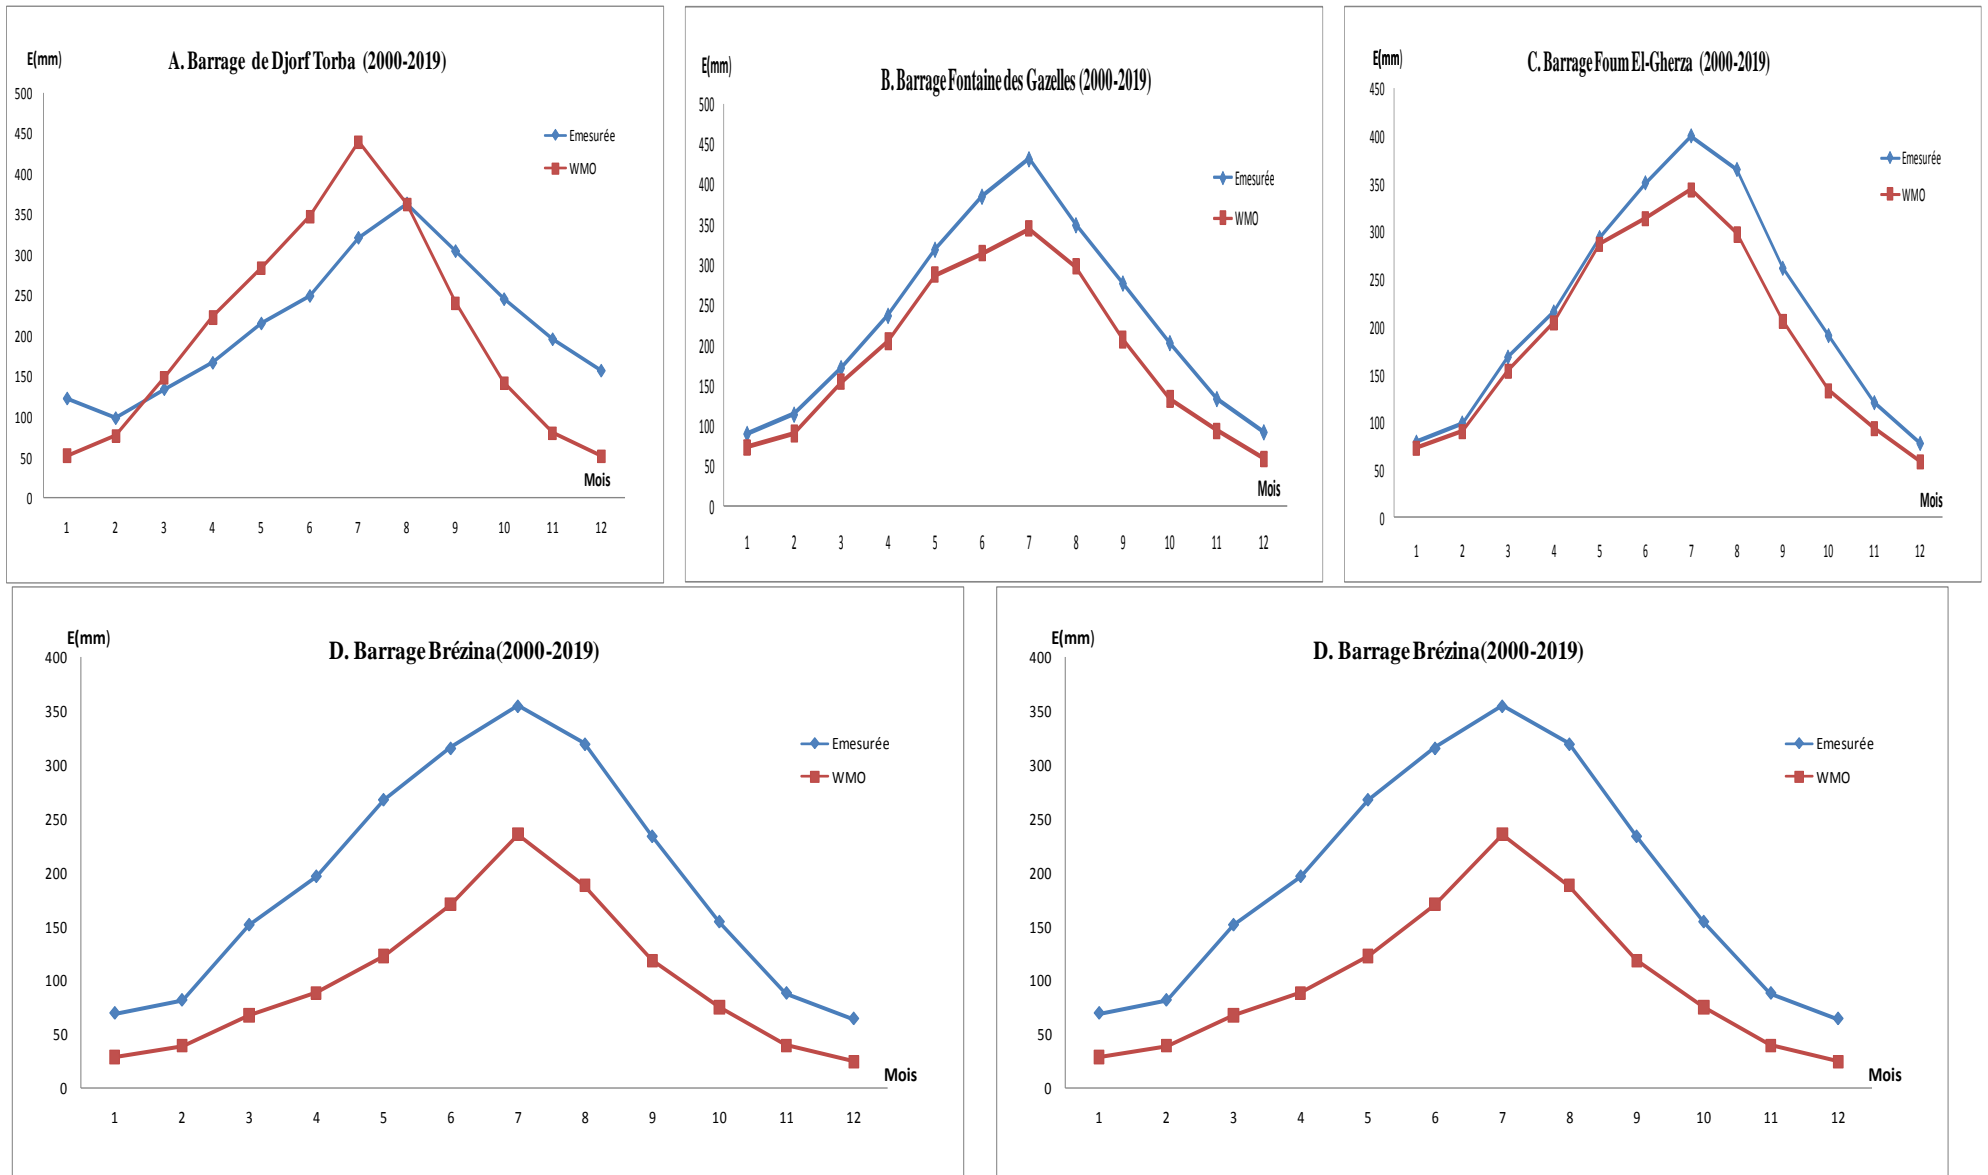 A. Barrage de Djorf Torba (2000-2019)
E(mm)
500
450
400
350
300
250
200
150
100
50
0
Emesurée
WMO
Mois
1 2 3 4 5 6 7 8 9 10 11 12
B. Barrage Fontaine des Gazelles (2000-2019)
E(mm)
500
450
400
350
300
250
200
150
100
50
0
Emesurée
WMO
Mois
1 2 3 4 5 6 7 8 9 10 11 12
C. Barrage Foum El-Gherza (2000-2019)
E(mm)
450
400
350
300
250
200
150
100
50
0
Emesurée
WMO
Mois
1 2 3 4 5 6 7 8 9 10 11 12
E(mm)
D. Barrage Brézina(2000-2019)
400
350
300
250
200
150
100
50
0
Emesurée
WMO
Mois
1 2 3 4 5 6 7 8 9 10 11 12
E(mm)
D. Barrage Brézina(2000-2019)
400
350
300
250
200
150
100
50
0
Emesurée
WMO
Mois
1 2 3 4 5 6 7 8 9 10 11 12